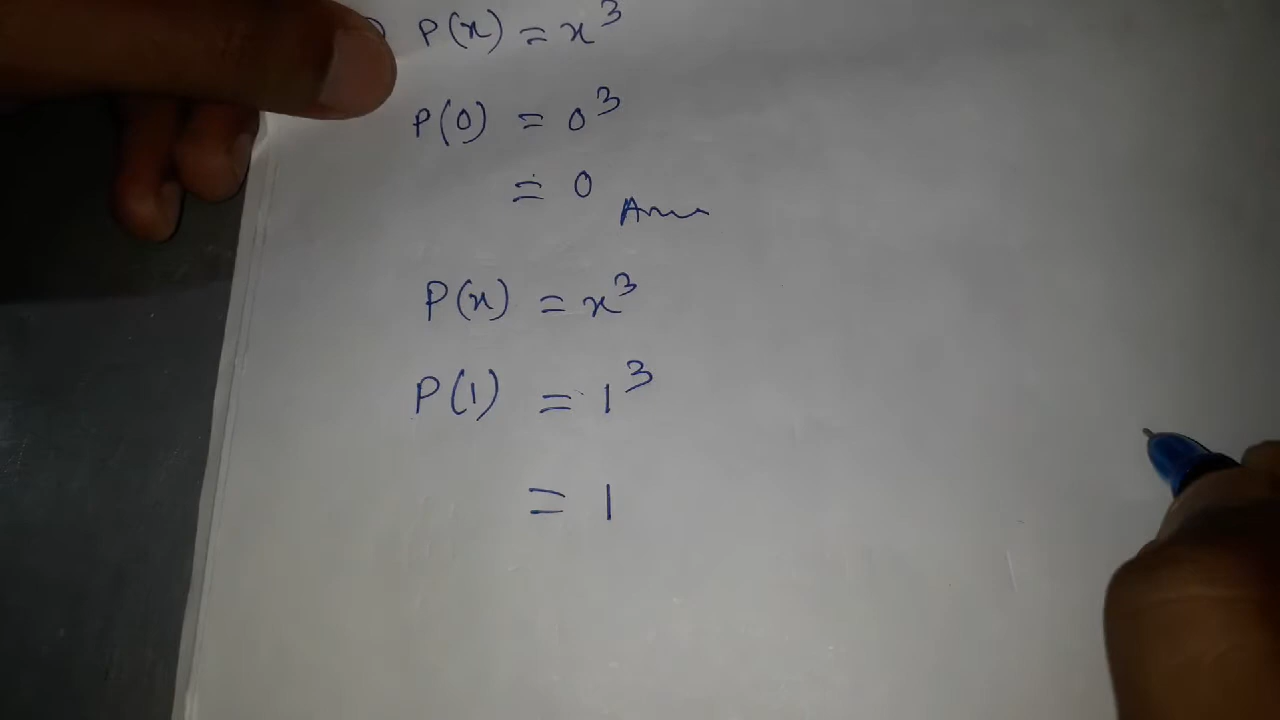 P(x) = x³
P(0) = 0³
= 0
Ans
P(x) = x³
P(1) = 1³
= 1